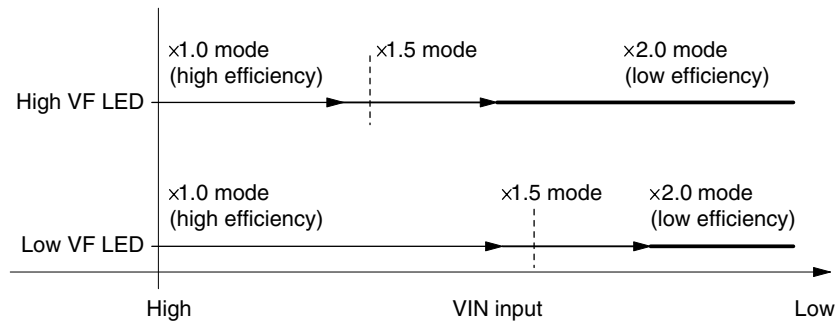 ×1.0 mode ×1.5 mode ×2.0 mode
(high efficiency) (low efficiency)
High VF LED
×1.0 mode ×1.5 mode ×2.0 mode
(high efficiency) (low efficiency)
Low VF LED
High VIN input Low